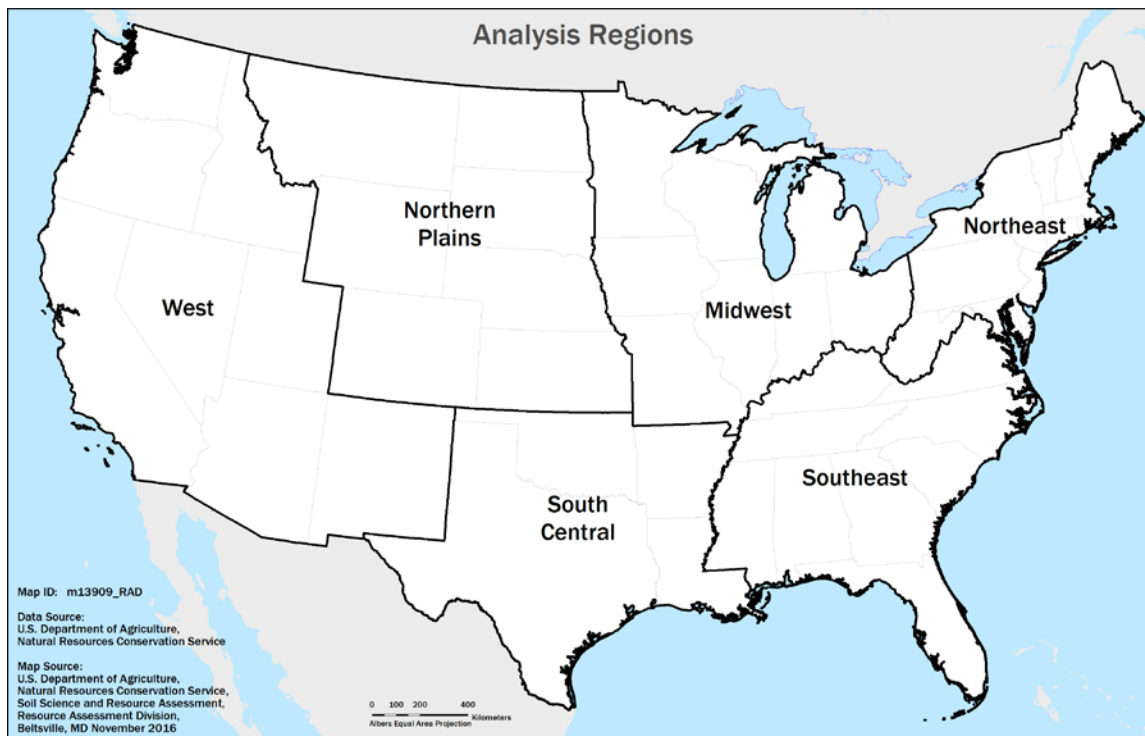 Analysis Regions
Northern
Plains
Northeast
West
Midwest
Southeast
South
Central
Map ID: m13909_RAD
Data Source:
U.S. Department of Agriculture,
Natural Resources Conservation Service
Map Source:
U.S. Department of Agriculture,
Natural Resources Conservation Service,
Soil Science and Resource Assessment,
Resource Assessment Division,
Beltsville, MD November 2016
0 100 200 400
Kilometers
Albers Equal Area Projection